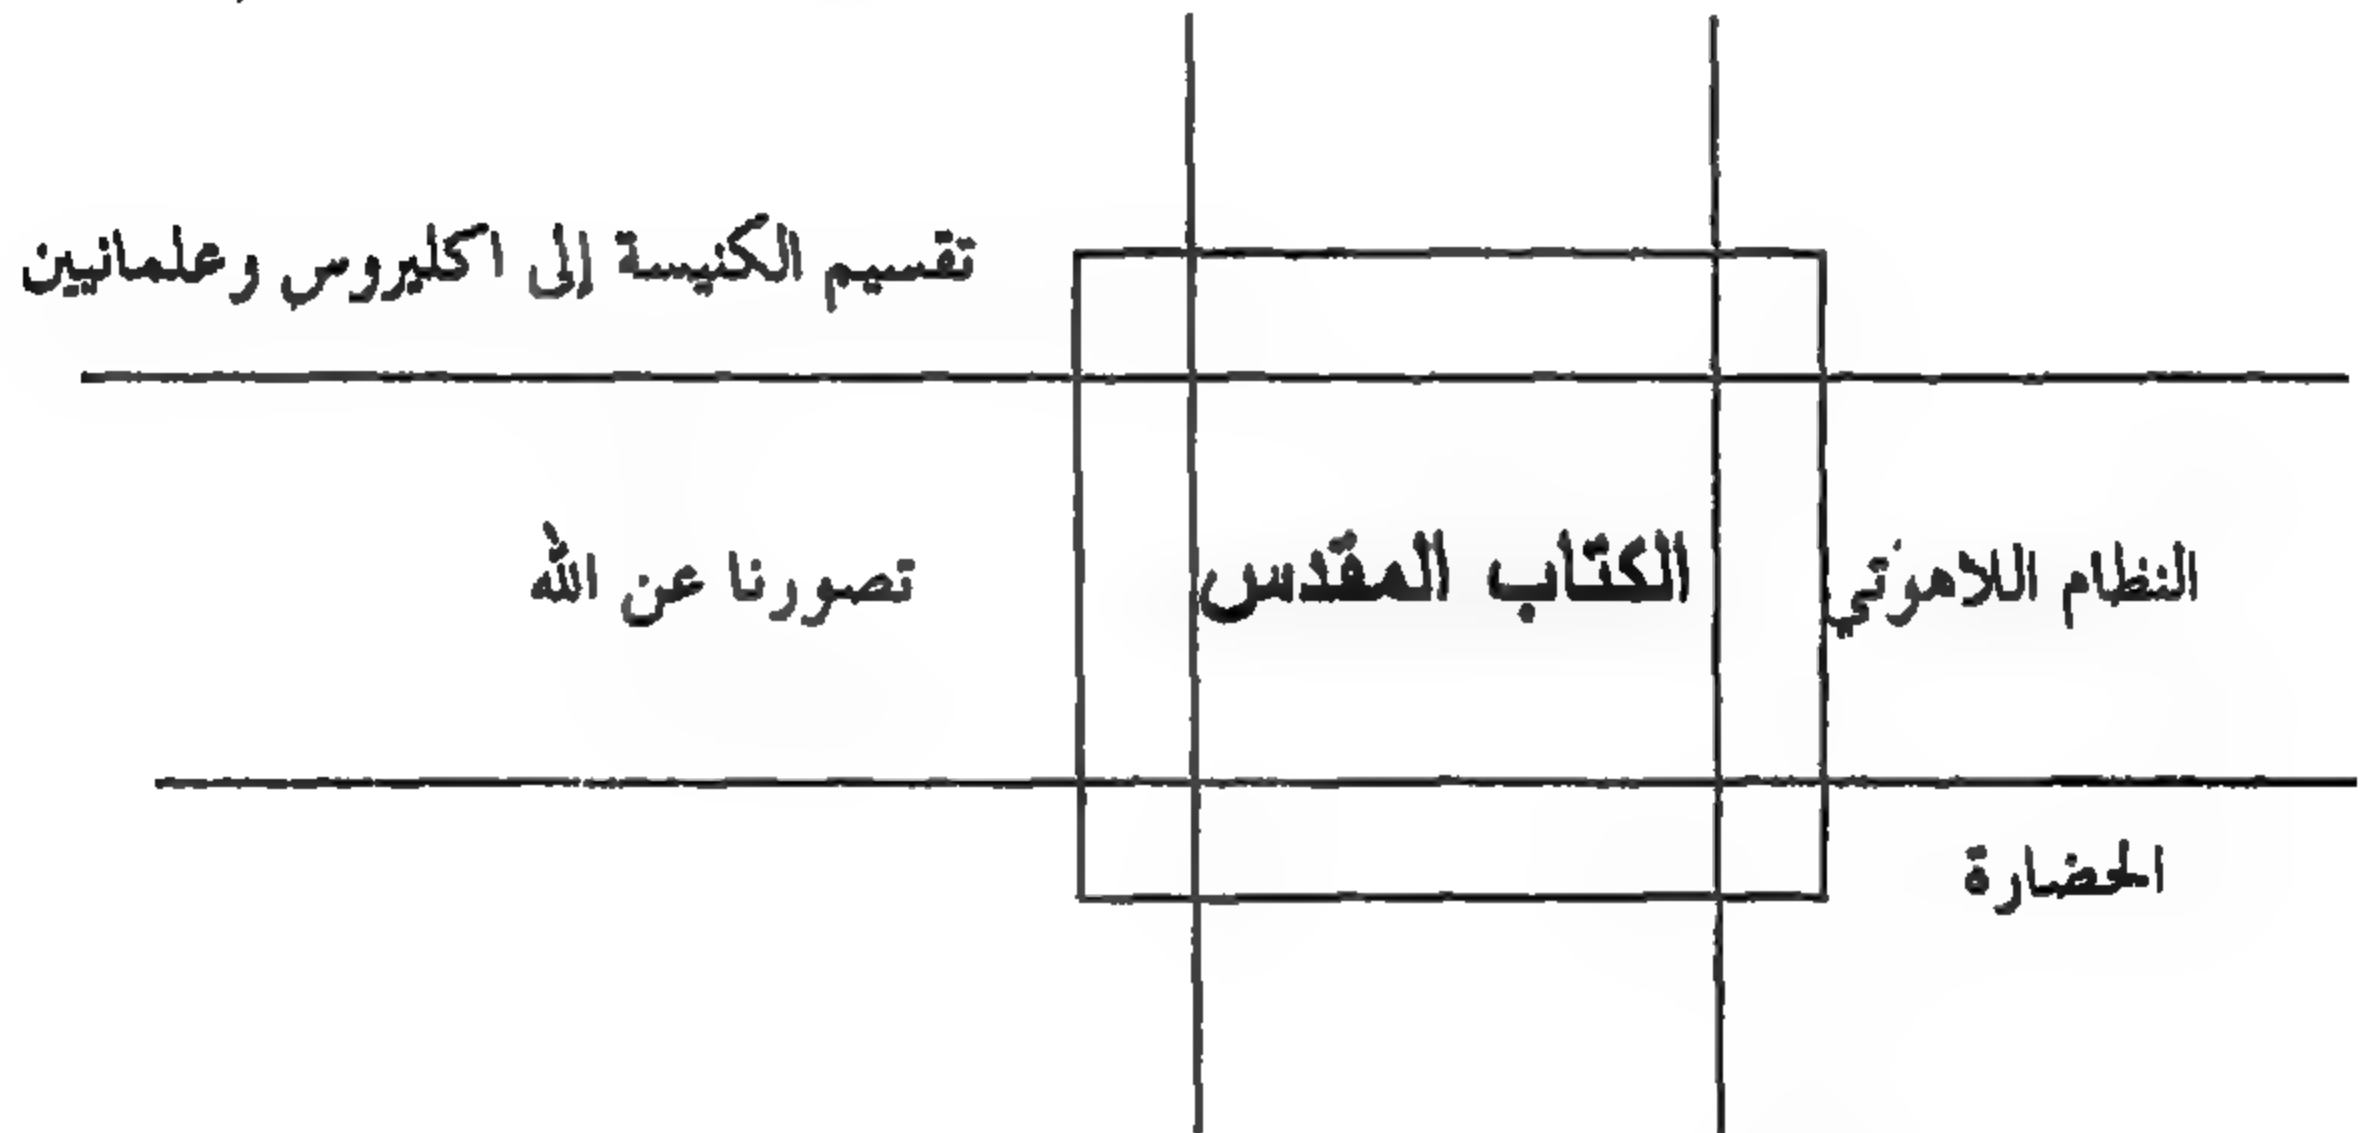 تقسيم الكنيسة إلى اكليروس وعلمانيين
النظام اللاهوتي
الكتاب المقدس
تصورنا عن الله
الحضارة